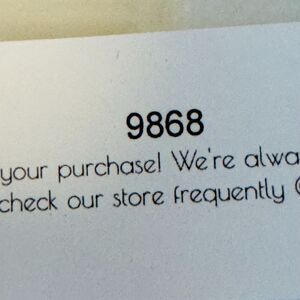 9868
your purchase! We're alwa
check our store frequently